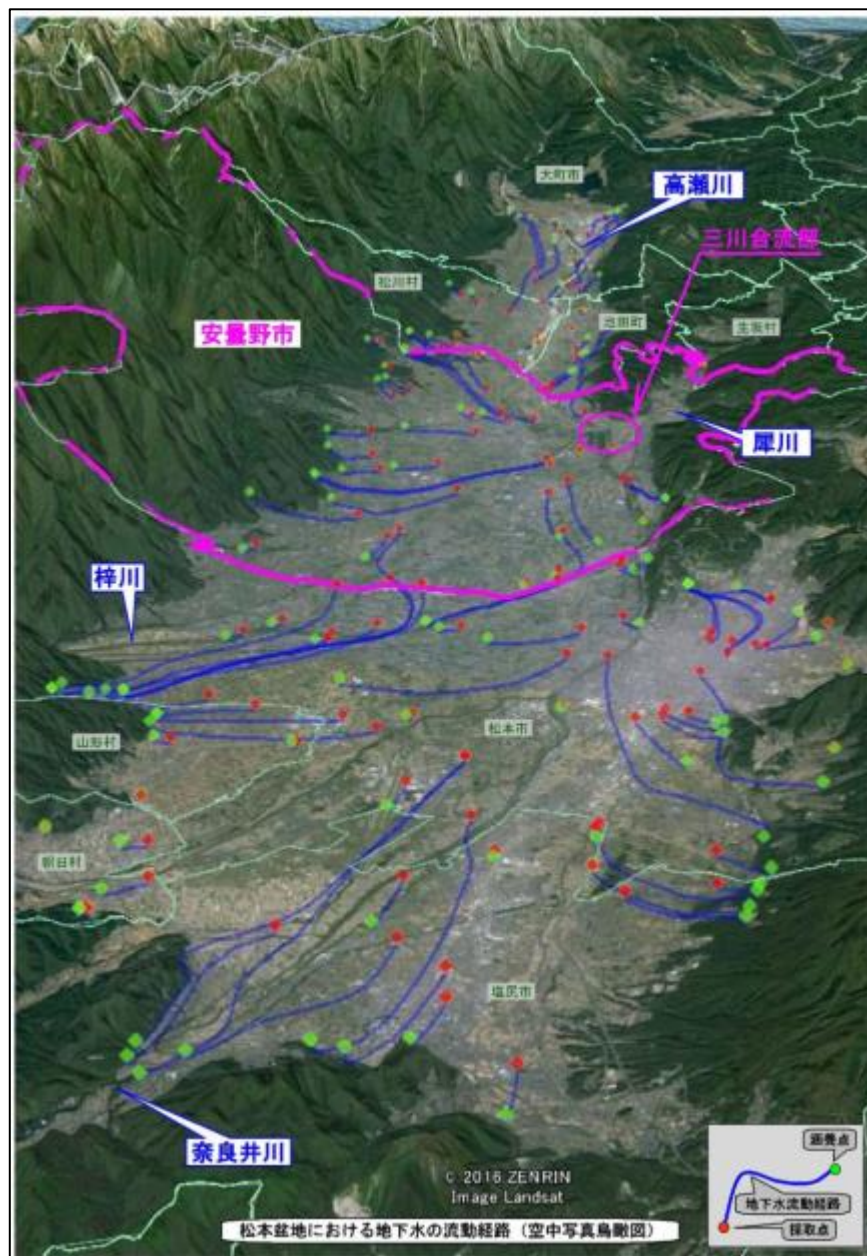 大町市
高瀬川
三川合流部
松川村
池田町
生坂村
安曇野市
犀川
梓川
山形村
松本市
朝日村
塩尻市
奈良井川
© 2016 ZENRIN
Image Landsat
涵養点
地下水流動経路
採取点
松本盆地における地下水の流動経路（空中写真鳥瞰図）